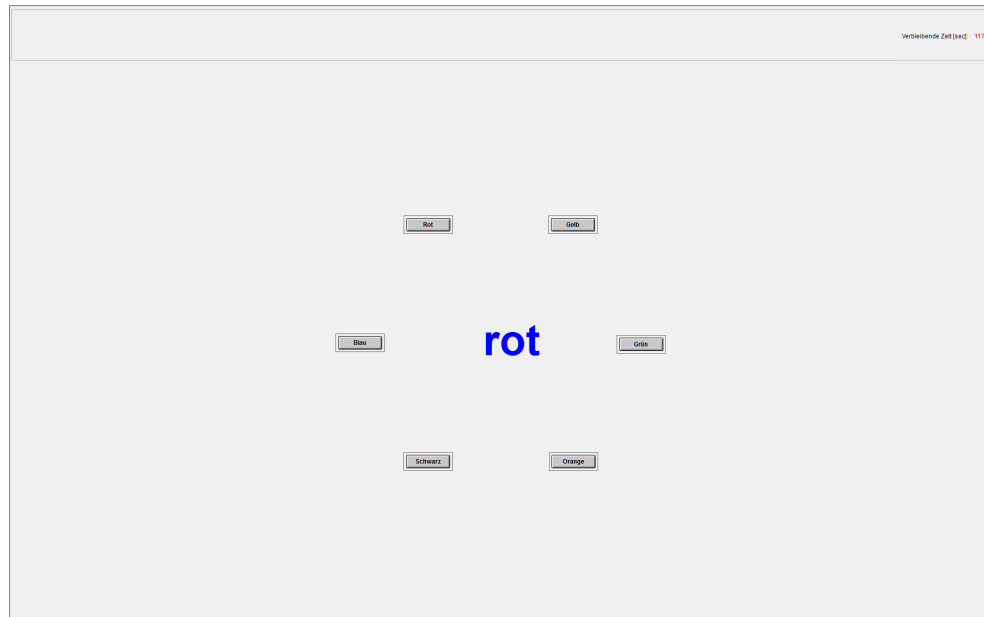 Verbleibende Zeit [sec]: 117
Rot Gelb
Blau rot Grün
Schwarz Orange